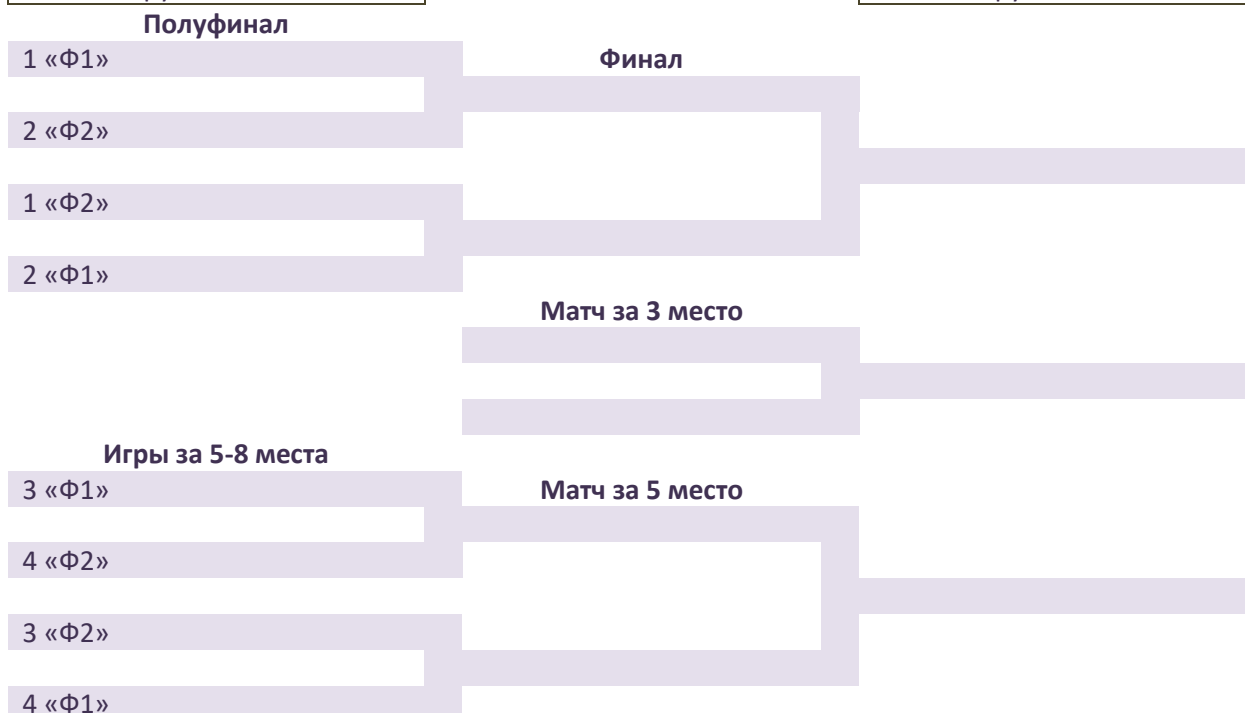 Полуфинал
1 «Ф1»
Финал
2 «Ф2»
1 «Ф2»
2 «Ф1»
Матч за 3 место
Игры за 5-8 места
3 «Ф1»
Матч за 5 место
4 «Ф2»
3 «Ф2»
4 «Ф1»